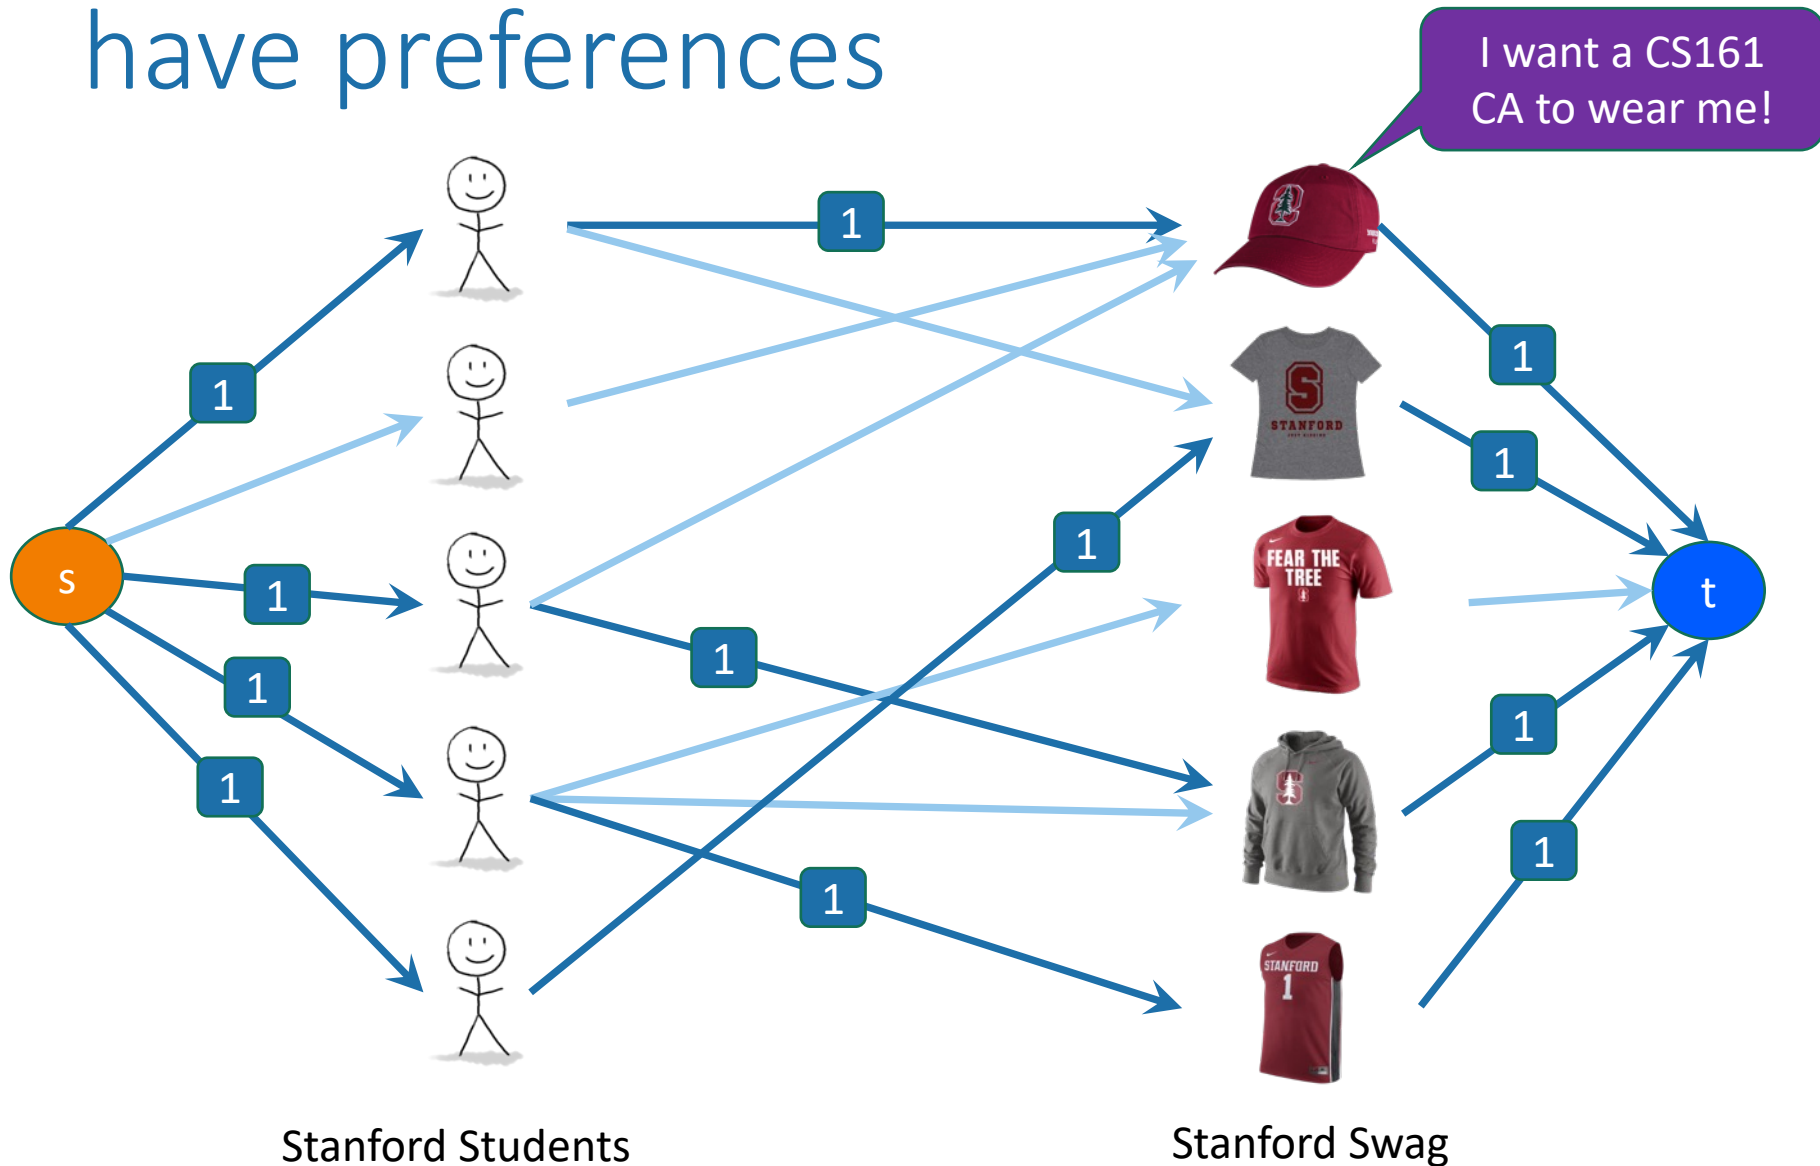 have preferences
I want a CS161
CA to wear me!
1
1
1
STANFORD
1
1
s
1
FEAR THE
TREE
t
1
1
1
1
1
1
STANFORD
1
Stanford Students
Stanford Swag